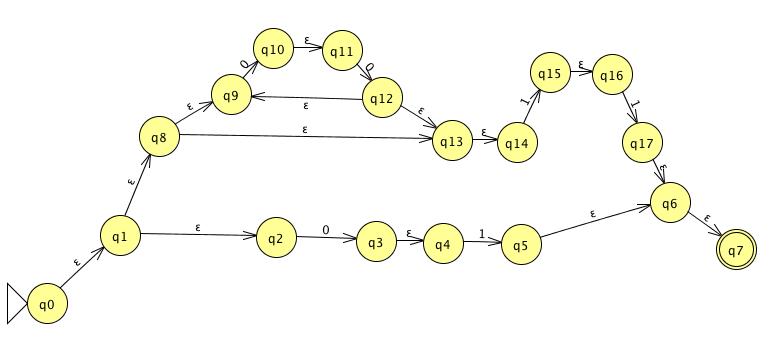 q10 ε q11
0 0
q15 ε q16
q9 q12
ε ε ε
1 1
q8 ε q13 ε q14 q17
ε ε
q6
ε ε ε
q1 ε q2 0 q3 ε q4 1 q5 q7
ε
q0